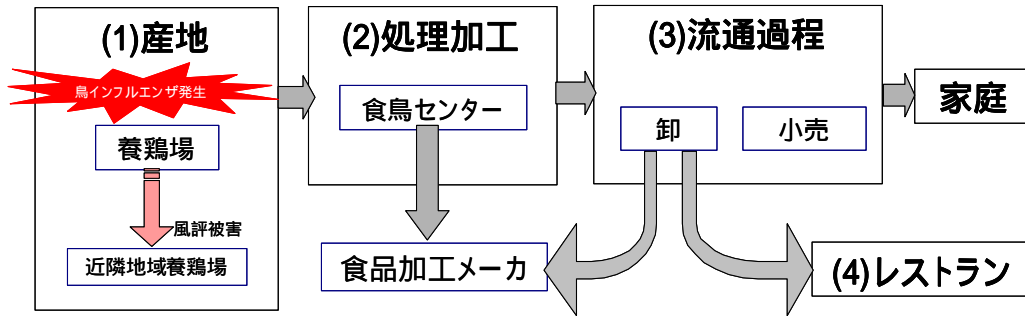 (1)産地
鳥インフルエンザ発生
養鶏場
風評被害
近隣地域養鶏場
(2)処理加工
食鳥センター
食品加工メーカ
(3)流通過程
卸
小売
家庭
(4)レストラン